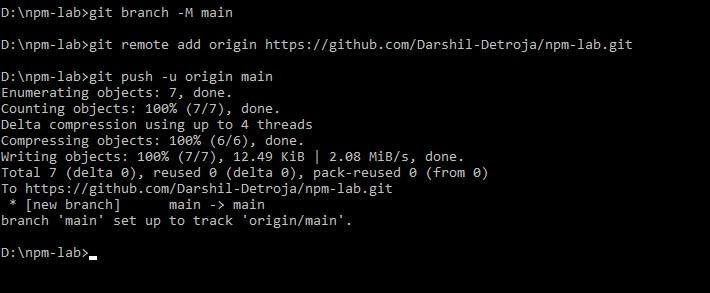 D:\npm-lab>git branch -M main
D:\npm-lab>git remote add origin https://github.com/Darshil-Detroja/npm-lab.git
D:\npm-lab>git push -u origin main
Enumerating objects: 7, done.
Counting objects: 100% (7/7), done.
Delta compression using up to 4 threads
Compressing objects: 100% (6/6), done.
Writing objects: 100% (7/7), 12.49 KiB | 2.08 MiB/s, done.
Total 7 (delta 0), reused 0 (delta 0), pack-reused 0 (from 0)
To https://github.com/Darshil-Detroja/npm-lab.git
 * [new branch]      main -> main
branch 'main' set up to track 'origin/main'.
D:\npm-lab>